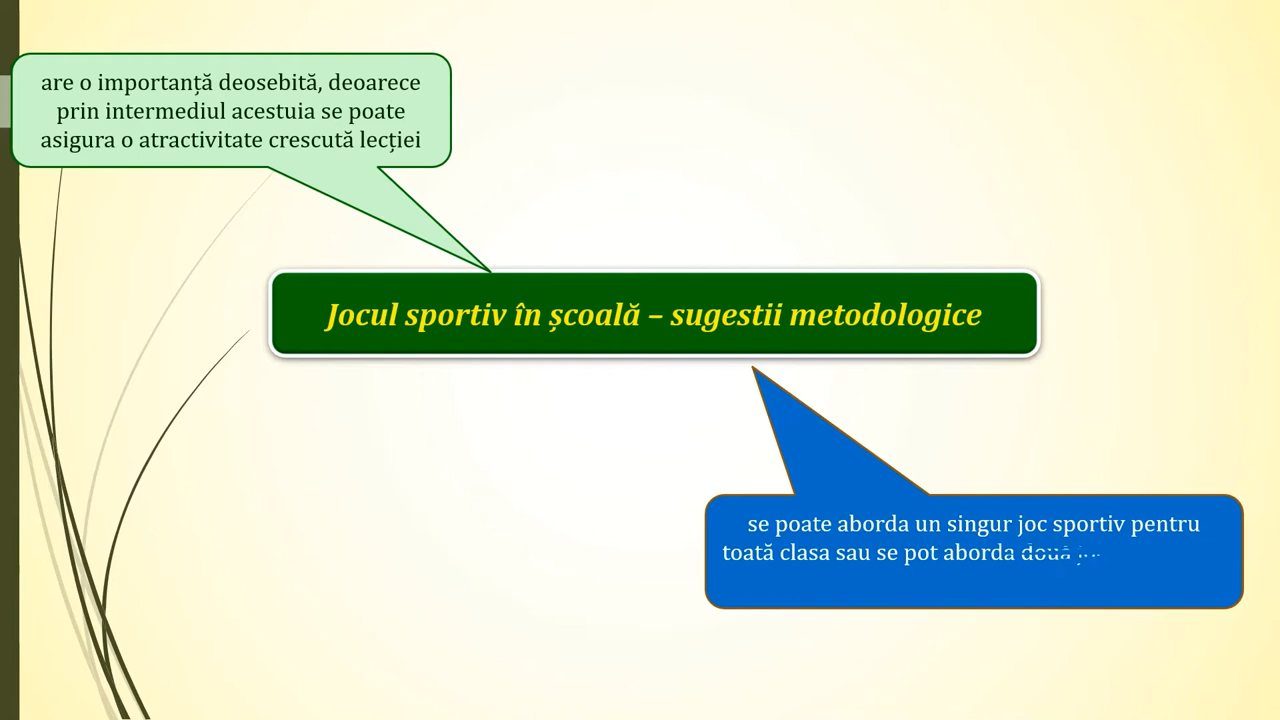 are o importanță deosebită, deoarece
prin intermediul acestuia se poate
asigura o atractivitate crescută lecției
Jocul sportiv în școală – sugestii metodologice
se poate aborda un singur joc sportiv pentru
toată clasa sau se pot aborda două